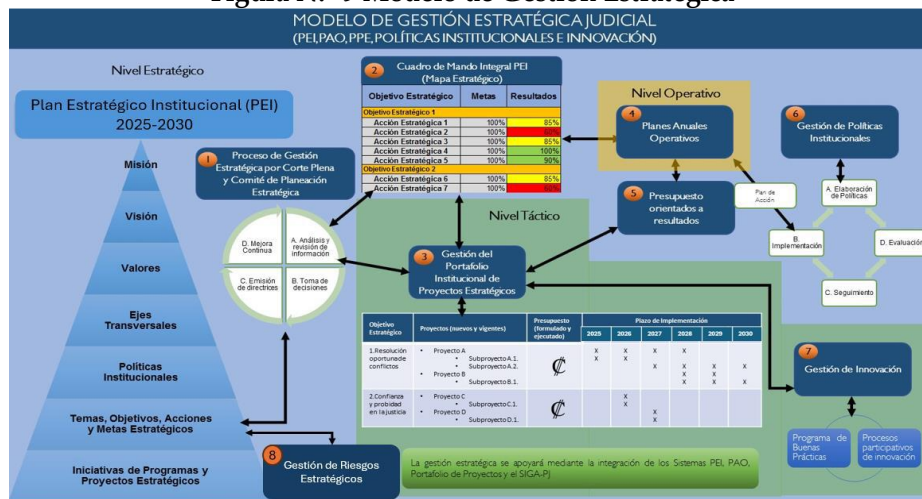 Figura N.° 9 Modelo de Gestión Estratégica
MODELO DE GESTIÓN ESTRATÉGICA JUDICIAL
(PEI,PAO,PPE,POLÍTICAS INSTITUCIONALES E INNOVACIÓN)
Nivel Estratégico
Plan Estratégico Institucional (PEI)
2025-2030
Misión
Visión
Valores
Ejes
Transversales
Políticas
Institucionales
Temas, Objetivos, Acciones
y Metas Estratégicos
Iniciativas de Programas y
Proyectos Estratégicos
1
Proceso de Gestión
Estratégica por Corte Plena y
Comité de Planeación
Estratégica
D. Mejora
Continua
A. Análisis y
revisión de
información
C. Emisión
de directrices
B. Toma de
decisiones
2
Cuadro de Mando Integral PEI
(Mapa Estratégico)
Objetivo Estratégico Metas Resultados
Objetivo Estratégico 1
Acción Estratégica 1 100% 85%
Acción Estratégica 2 100%
Acción Estratégica 3 100% 85%
Acción Estratégica 4 100% 100%
Acción Estratégica 5 100% 90%
Objetivo Estratégico 2
Acción Estratégica 6 100% 85%
Acción Estratégica 7 100%
Nivel Táctico
3
Gestión del
Portafolio
Institucional de
Proyectos Estratégicos
Nivel Operativo
4
Planes Anuales
Operativos
5
Presupuesto
orientados a
resultados
6
Gestión de Políticas
Institucionales
Plan de
Acción
A. Elaboración
de Políticas
B.
Implementación
D. Evaluación
C. Seguimiento
Objetivo
Estratégico
Proyectos (nuevos y vigentes)
Presupuesto
(formulado y
ejecutado)
Plazo de Implementación
2025 2026 2027 2028 2029 2030
1.Resolución
oportuna de
conflictos
• Proyecto A X X X X
• Subproyecto A.1. X X
• Subproyecto A.2. X X X X
• Proyecto B X X
• Subproyecto B.1. X X X
₡
2.Confianza
y probidad
en la justicia
• Proyecto C X
• Subproyecto C.1. X
• Proyecto D X
• Subproyecto D.1. X
₡
7
Gestión de Innovación
Programa de
Buenas
Prácticas
Procesos
participativos
de innovación
8
Gestión de Riesgos
Estratégicos
La gestión estratégica se apoyará mediante la integración de los Sistemas PEI, PAO,
Portafolio de Proyectos y el SIGA-PJ